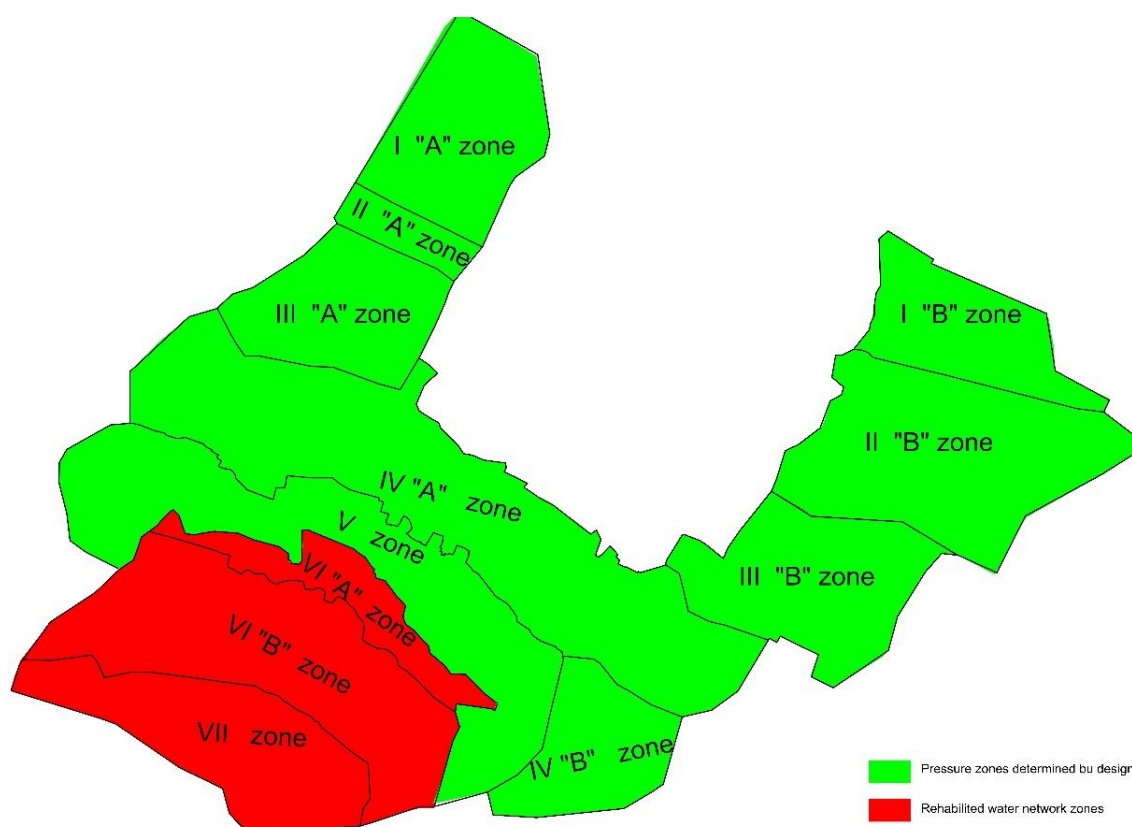 I "A" zone
II "A" zone
III "A" zone
I "B" zone
II "B" zone
IV "A" zone
V zone
III "B" zone
VI "A" zone
VI "B" zone
VII zone
IV "B" zone
Pressure zones determined bu design
Rehabilited water network zones